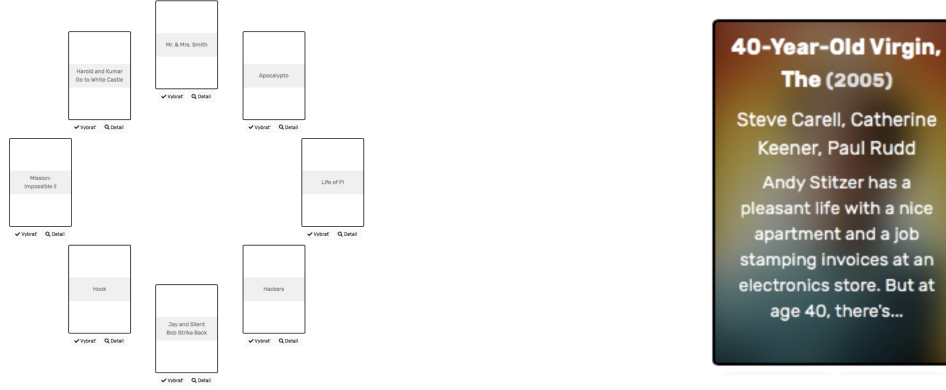 Mr. & Mrs. Smith
Vybrať Detail
Harold and Kumar
Go to White Castle
Vybrať Detail
Apocalypto
Vybrať Detail
Mission:
Impossible II
Vybrať Detail
Life of Pi
Vybrať Detail
Hook
Vybrať Detail
Hackers
Vybrať Detail
Jay and Silent
Bob Strike Back
Vybrať Detail
40-Year-Old Virgin,
The (2005)
Steve Carell, Catherine
Keener, Paul Rudd
Andy Stitzer has a
pleasant life with a nice
apartment and a job
stamping invoices at an
electronics store. But at
age 40, there's...